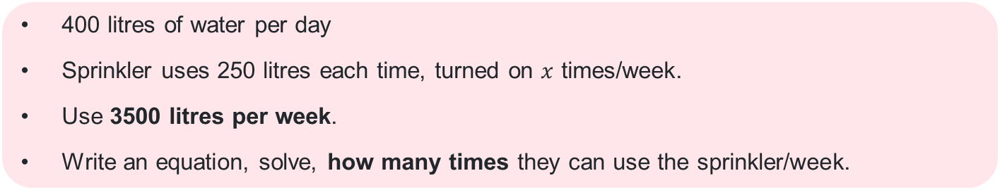 • 400 litres of water per day
• Sprinkler uses 250 litres each time, turned on x times/week.
• Use 3500 litres per week.
• Write an equation, solve, how many times they can use the sprinkler/week.